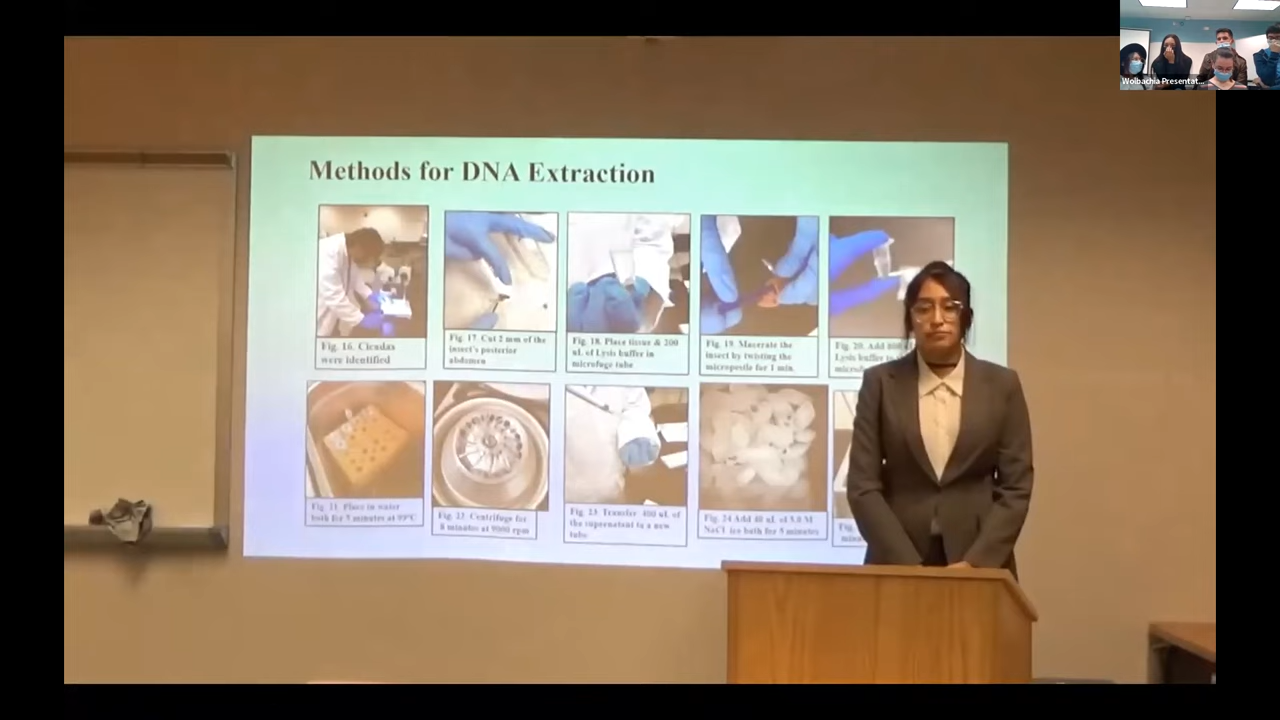 Wolbachia Presentat...
Methods for DNA Extraction
Fig. 16. Cicadas
were identified
Fig. 17. Cut 2 mm of the
insect's posterior
abdomen
Fig. 18. Place tissue & 200
uL of Lysis buffer in
microfuge tube
Fig. 19. Macerate the
insect by twisting the
micropestle for 1 min.
Fig. 20. Add 800
Lysis buffer
Fig. 21. Place in water
bath for 5 minutes at 99°C
Fig. 22. Centrifuge for
8 minutes at 9000 rpm
Fig. 23. Transfer 400 uL of
the supernatant to a new
tube.
Fig. 24 Add 40 uL of 5.0 M
NaCl ice bath for 5 minutes
Fig.